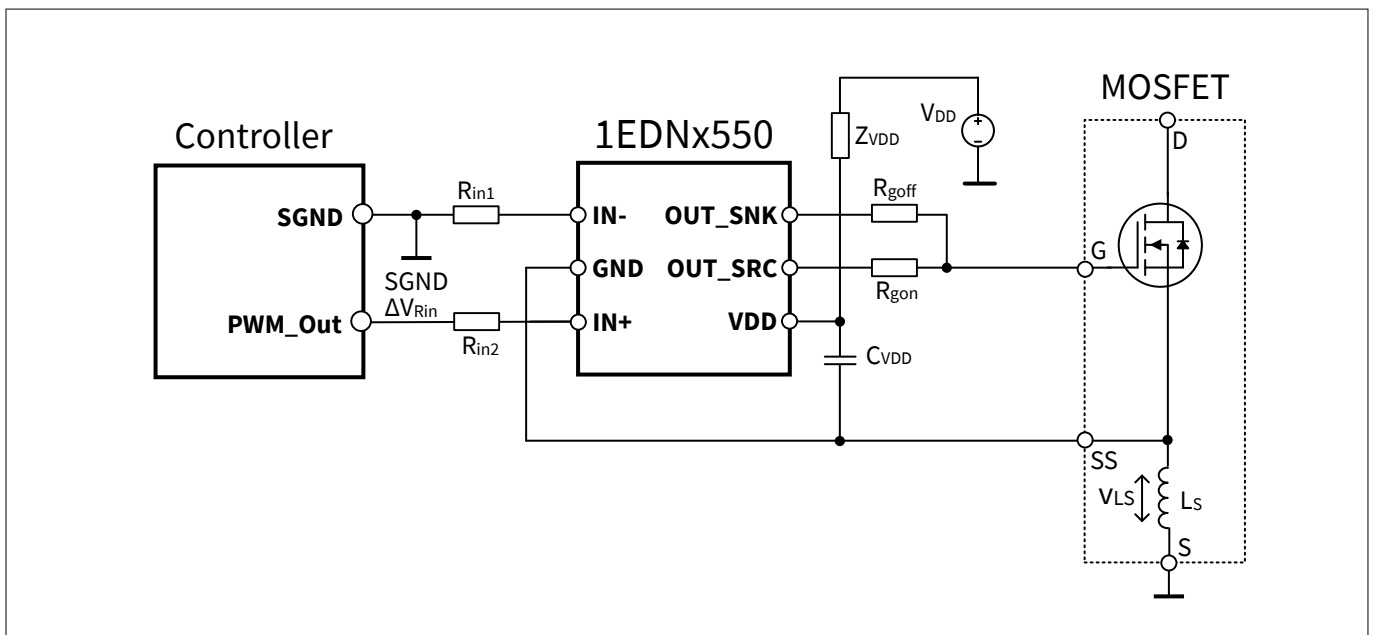 MOSFET
Controller
1EDNx550
VDD
ZVDD
D
Rin1
Rgoff
SGND
IN-
OUT_SNK
G
GND
OUT_SRC
SGND
ΔVRin
Rgon
PWM_Out
IN+
VDD
Rin2
CVDD
SS
vLS
LS
S